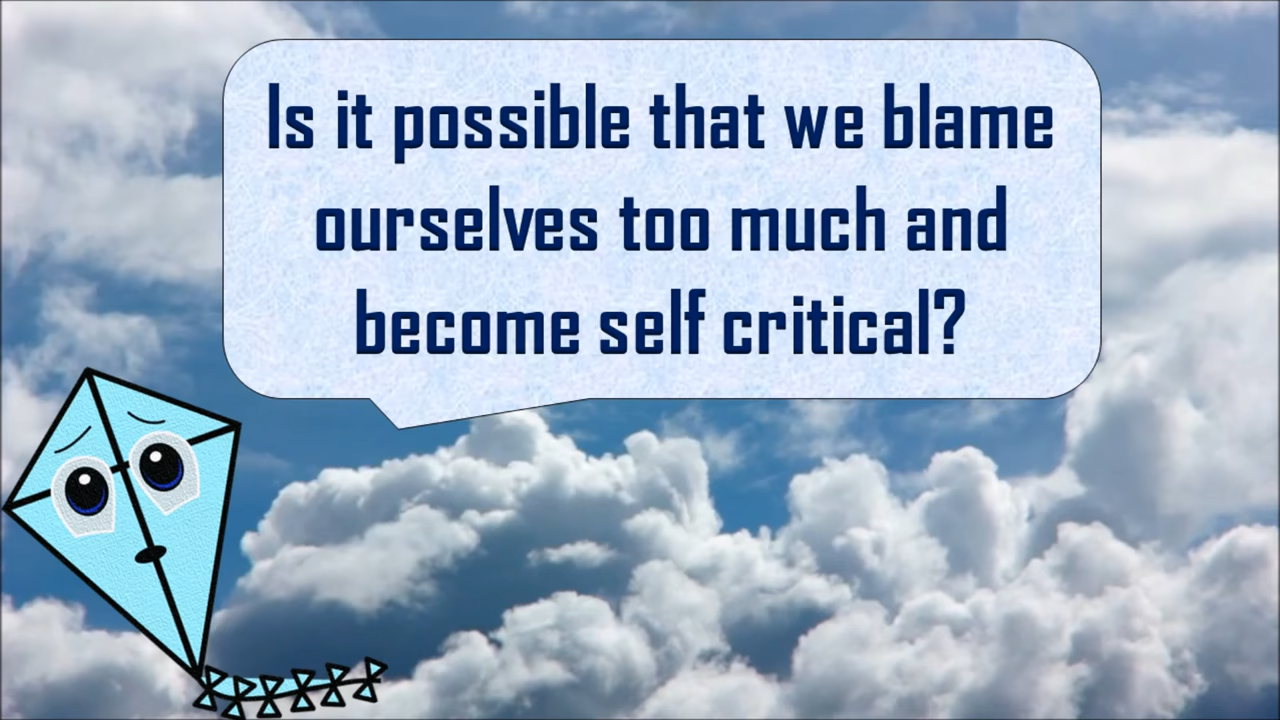 Is it possible that we blame
ourselves too much and
become self critical?